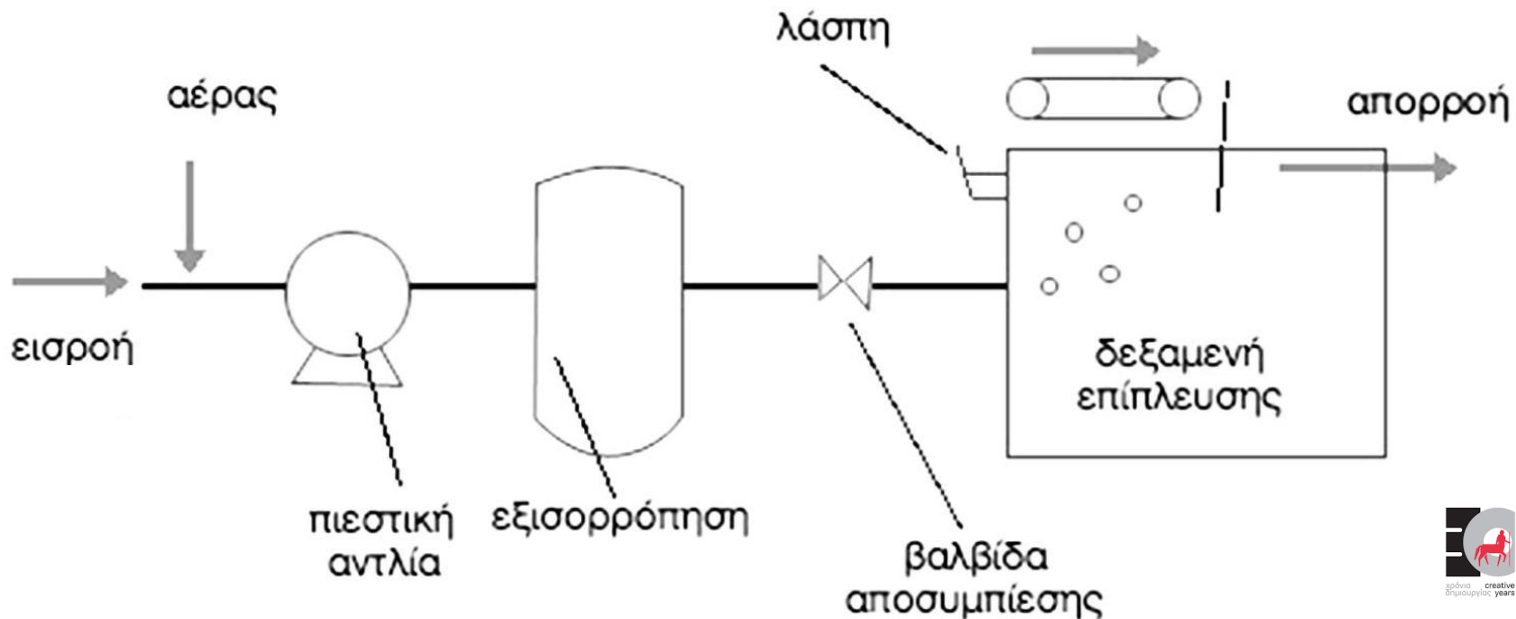 λάσπη
αέρας
απορροή
εισροή
δεξαμενή
επίπλευσης
πιεστική
αντλία
εξισορρόπηση
βαλβίδα
αποσυμπίεσης
χρόνια creative
δημιουργίας years